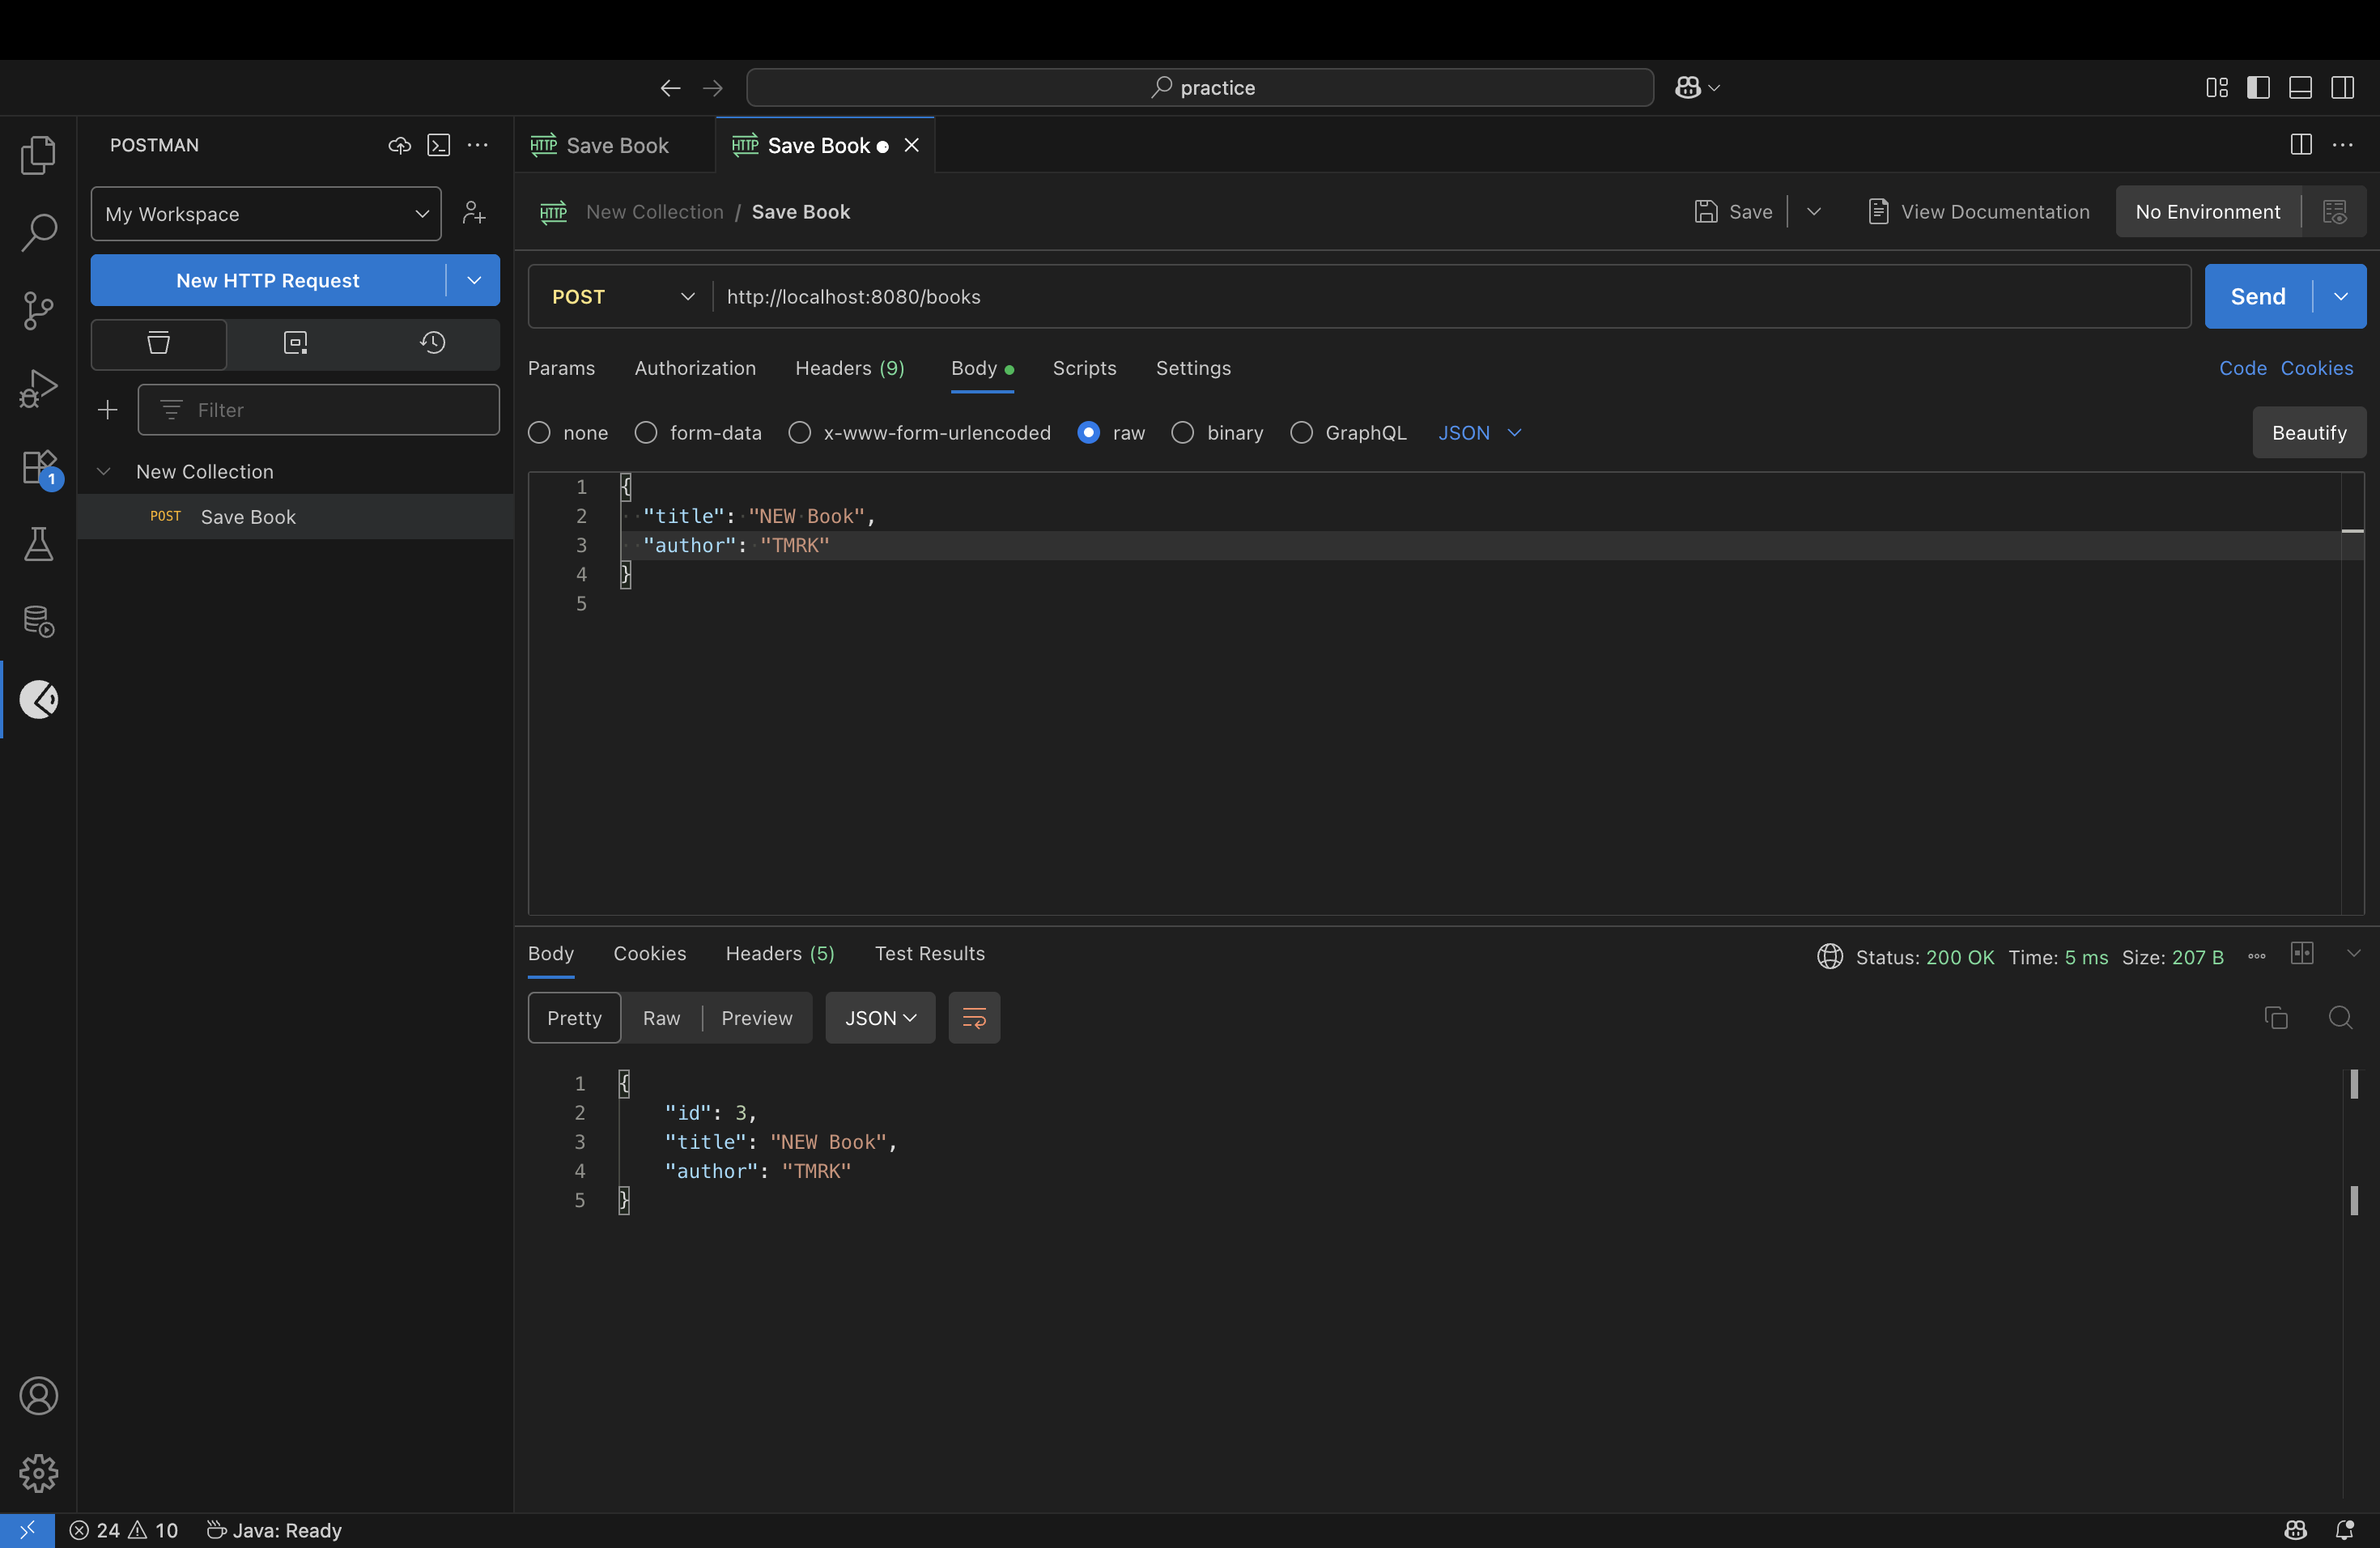 practice
POSTMAN
My Workspace
New HTTP Request
Filter
New Collection
POST Save Book
1
HTTP Save Book
HTTP Save Book
HTTP New Collection / Save Book
Save
View Documentation
No Environment
POST http://localhost:8080/books
Send
Params Authorization Headers (9) Body Scripts Settings
Code Cookies
none form-data x-www-form-urlencoded raw binary GraphQL JSON
Beautify
1 {
2 "title": "NEW Book",
3 "author": "TMRK"
4 }
5
Body Cookies Headers (5) Test Results
Status: 200 OK Time: 5 ms Size: 207 B
Pretty Raw Preview JSON
1 {
2 "id": 3,
3 "title": "NEW Book",
4 "author": "TMRK"
5 }
24 10 Java: Ready